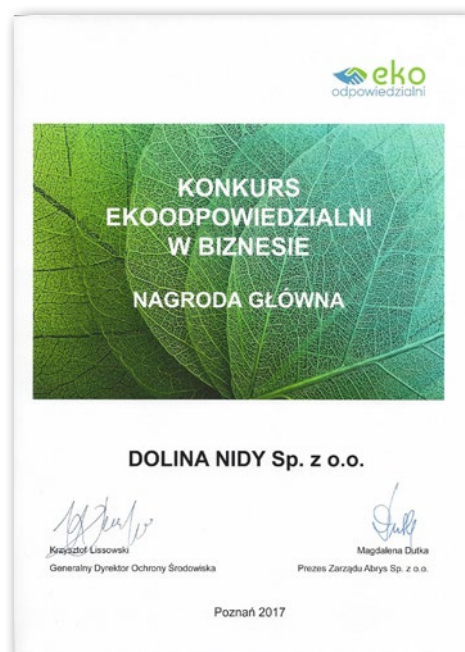 eko
odpowiedzialni
KONKURS
EKOODPOWIEDZIALNI
W BIZNESIE
NAGRODA GŁÓWNA
DOLINA NIDY Sp. z o.o.
Krzysztof Lissowski
Magdalena Dutka
Generalny Dyrektor Ochrony Środowiska
Prezes Zarządu Abrys Sp. z o.o.
Poznań 2017